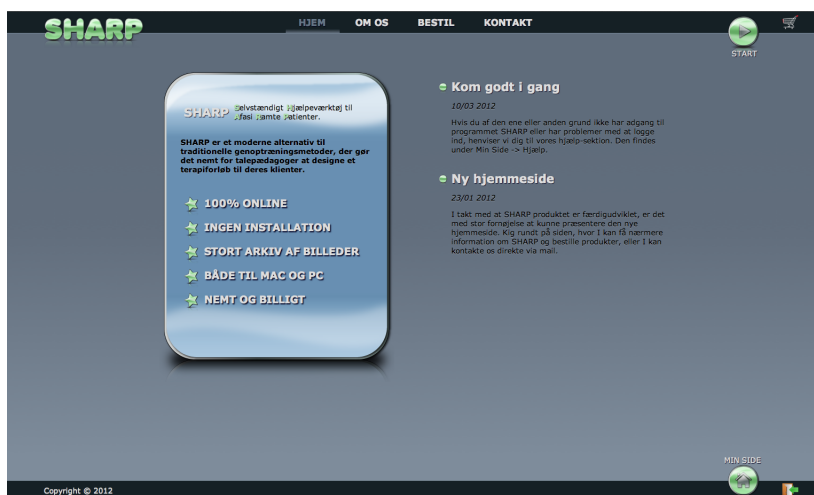 SHARP
HJEM OM OS BESTIL KONTAKT
START
SHARP Selvstændigt Hjælpeværktøj til
Afasi Ramte Patienter.
SHARP er et moderne alternativ til
traditionelle genoptræningsmetoder, der gør
det nemt for talepædagoger at designe et
terapiforløb til deres klienter.
100% ONLINE
INGEN INSTALLATION
STORT ARKIV AF BILLEDER
BÅDE TIL MAC OG PC
NEMT OG BILLIGT
Kom godt i gang
10/03 2012
Hvis du af den ene eller anden grund ikke har adgang til
programmet SHARP eller har problemer med at logge
ind, henviser vi dig til vores hjælp-sektion. Den findes
under Min Side -> Hjælp.
Ny hjemmeside
23/01 2012
I takt med at SHARP produktet er færdigudviklet, er det
med stor fornøjelse at kunne præsentere den nye
hjemmeside. Kig rundt på siden, hvor I kan få nærmere
information om SHARP og bestille produkter, eller I kan
kontakte os direkte via mail.
MIN SIDE
Copyright © 2012